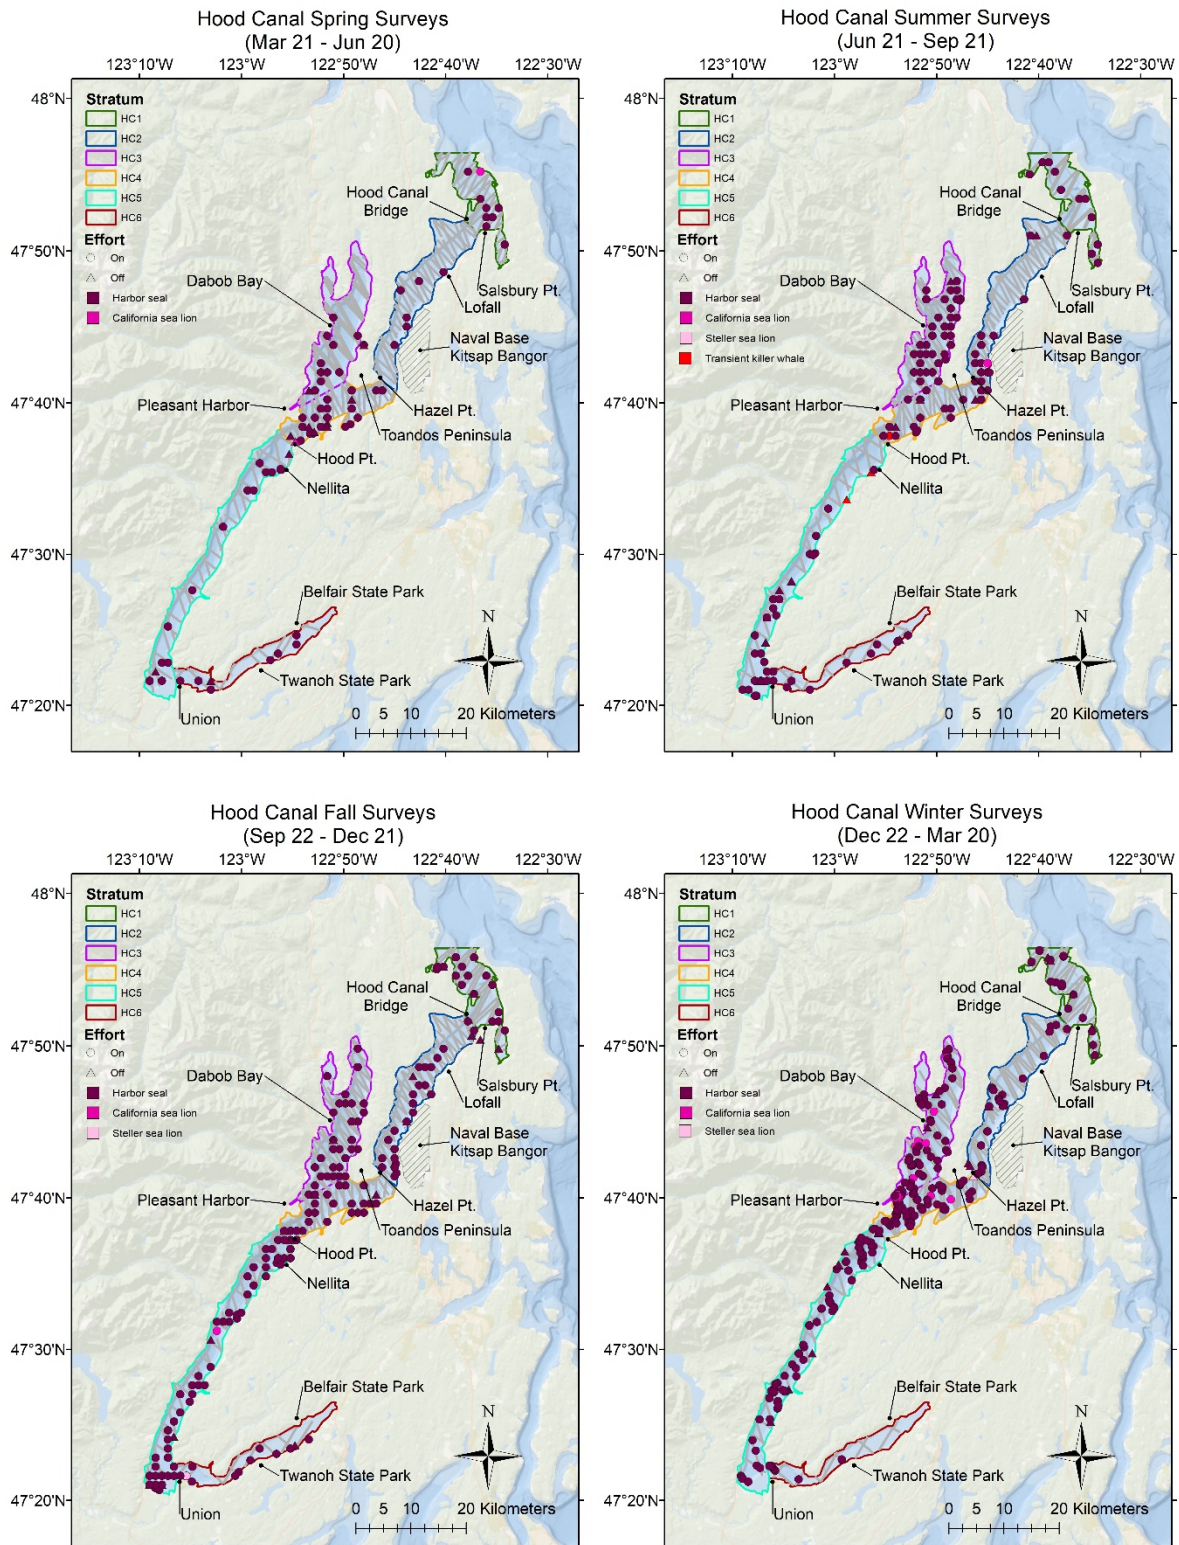 Hood Canal Spring Surveys
(Mar 21 - Jun 20)
123°10'W 123°W 122°50'W 122°40'W 122°30'W
48°N
47°50'N
47°40'N
47°30'N
47°20'N
Stratum
HC1
HC2
HC3
HC4
HC5
HC6
Effort
On
Off
Harbor seal
California sea lion
Steller sea lion
Hood Canal
Bridge
Dabob Bay
Salsbury Pt.
Lofall
Naval Base
Kitsap Bangor
Pleasant Harbor
Hazel Pt.
Toandos Peninsula
Hood Pt.
Nellita
Belfair State Park
N
Twanoh State Park
Union
0 5 10 20 Kilometers
Hood Canal Summer Surveys
(Jun 21 - Sep 21)
123°10'W 123°W 122°50'W 122°40'W 122°30'W
48°N
47°50'N
47°40'N
47°30'N
47°20'N
Stratum
HC1
HC2
HC3
HC4
HC5
HC6
Effort
On
Off
Harbor seal
California sea lion
Steller sea lion
Transient killer whale
Hood Canal
Bridge
Dabob Bay
Salsbury Pt.
Lofall
Naval Base
Kitsap Bangor
Pleasant Harbor
Hazel Pt.
Toandos Peninsula
Hood Pt.
Nellita
Belfair State Park
N
Twanoh State Park
Union
0 5 10 20 Kilometers
Hood Canal Fall Surveys
(Sep 22 - Dec 21)
123°10'W 123°W 122°50'W 122°40'W 122°30'W
48°N
47°50'N
47°40'N
47°30'N
47°20'N
Stratum
HC1
HC2
HC3
HC4
HC5
HC6
Effort
On
Off
Harbor seal
California sea lion
Steller sea lion
Hood Canal
Bridge
Dabob Bay
Salsbury Pt.
Lofall
Naval Base
Kitsap Bangor
Pleasant Harbor
Hazel Pt.
Toandos Peninsula
Hood Pt.
Nellita
Belfair State Park
N
Twanoh State Park
Union
0 5 10 20 Kilometers
Hood Canal Winter Surveys
(Dec 22 - Mar 20)
123°10'W 123°W 122°50'W 122°40'W 122°30'W
48°N
47°50'N
47°40'N
47°30'N
47°20'N
Stratum
HC1
HC2
HC3
HC4
HC5
HC6
Effort
On
Off
Harbor seal
California sea lion
Steller sea lion
Hood Canal
Bridge
Dabob Bay
Salsbury Pt.
Lofall
Naval Base
Kitsap Bangor
Pleasant Harbor
Hazel Pt.
Toandos Peninsula
Hood Pt.
Nellita
Belfair State Park
N
Twanoh State Park
Union
0 5 10 20 Kilometers